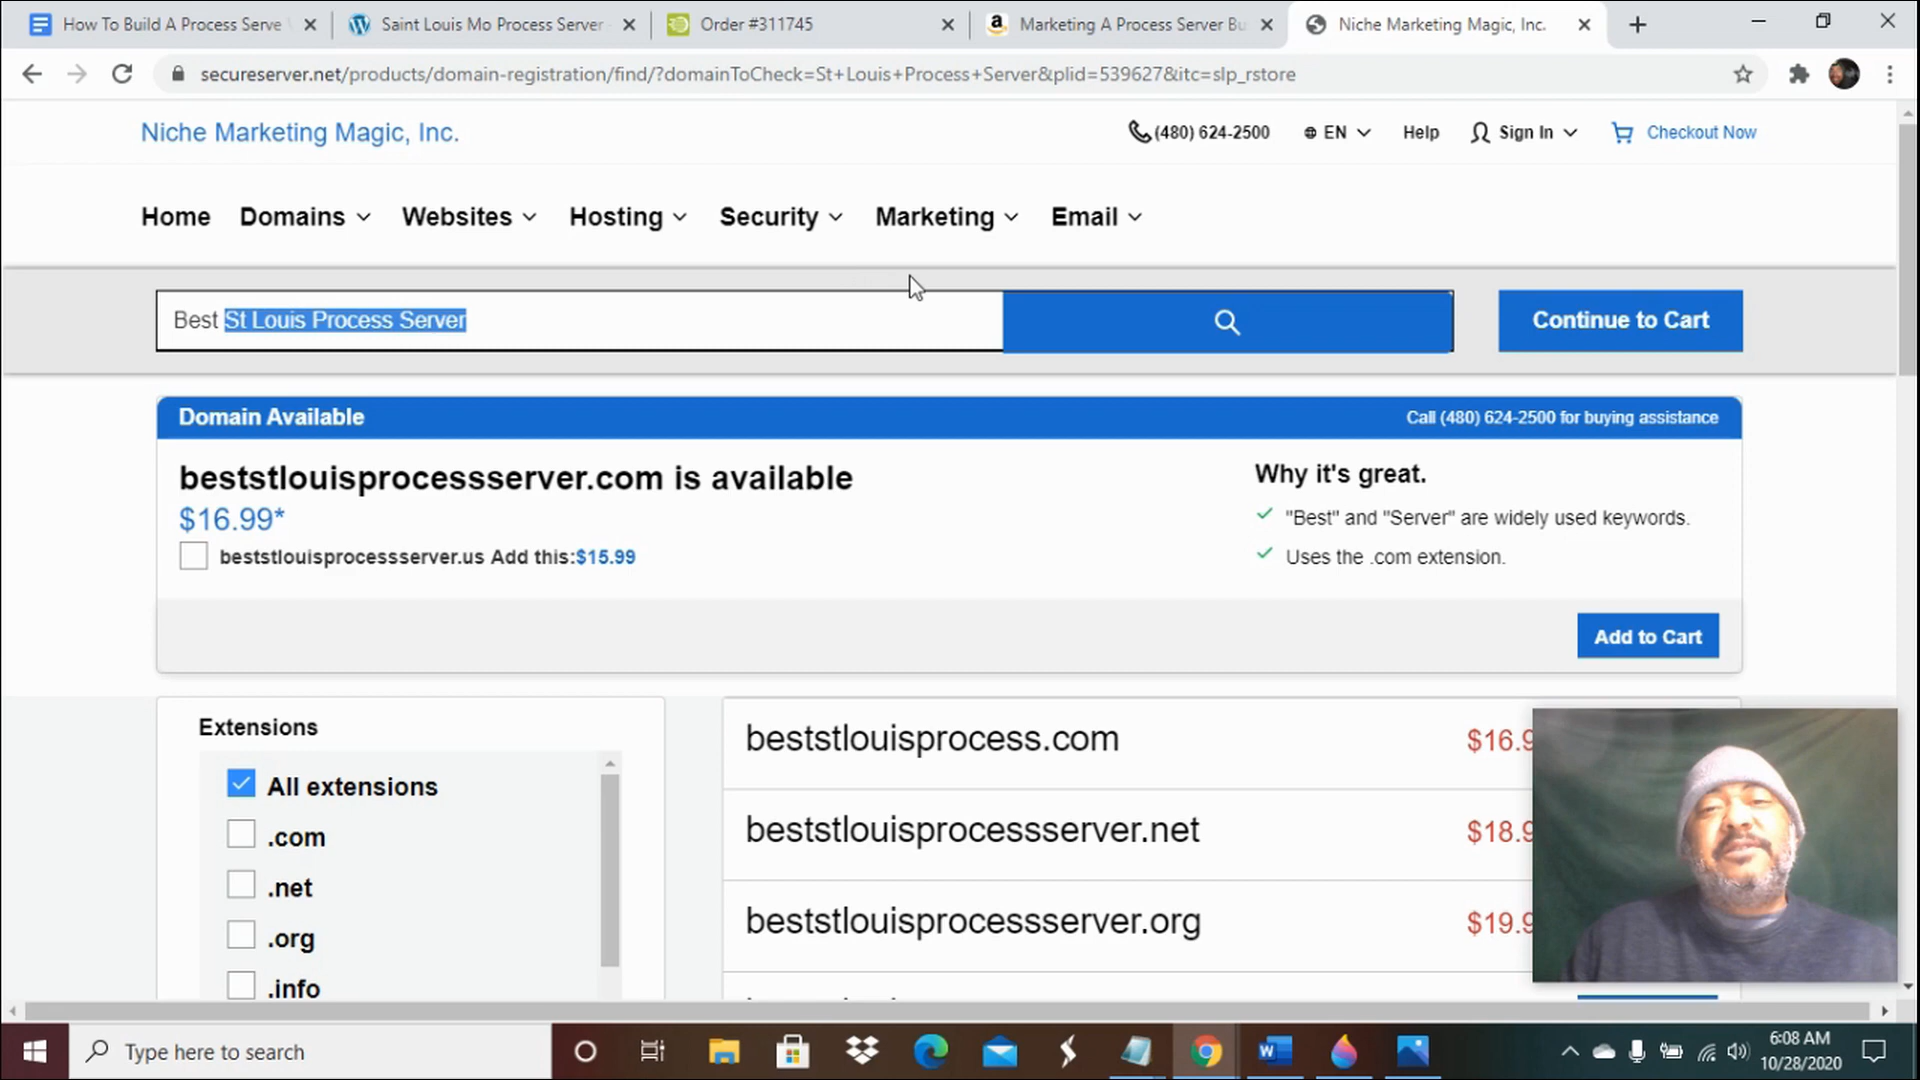 How To Build A Process Serve
Saint Louis Mo Process Server
Order #311745
Marketing A Process Server Bu
Niche Marketing Magic, Inc.
secureserver.net/products/domain-registration/find/?domainToCheck=St+Louis+Process+Server&plid=539627&itc=slp_rstore
Niche Marketing Magic, Inc.
(480) 624-2500
EN
Help
Sign In
Checkout Now
Home
Domains
Websites
Hosting
Security
Marketing
Email
Best St Louis Process Server
Continue to Cart
Domain Available
Call (480) 624-2500 for buying assistance
beststlouisprocessserver.com is available
$16.99*
beststlouisprocessserver.us Add this:$15.99
Why it's great.
"Best" and "Server" are widely used keywords.
Uses the .com extension.
Add to Cart
Extensions
All extensions
.com
.net
.org
.info
beststlouisprocess.com
$16.9
beststlouisprocessserver.net
$18.9
beststlouisprocessserver.org
$19.9
Type here to search
6:08 AM
10/28/2020